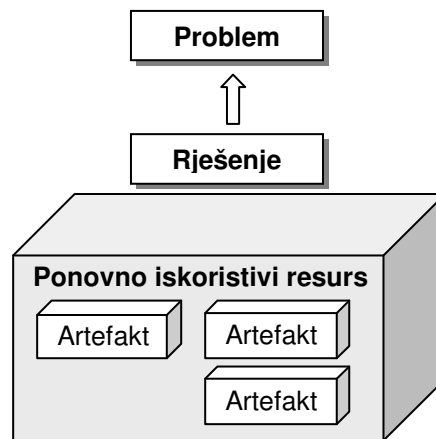 Problem
Rješenje
Ponovno iskoristivi resurs
Artefakt
Artefakt
Artefakt